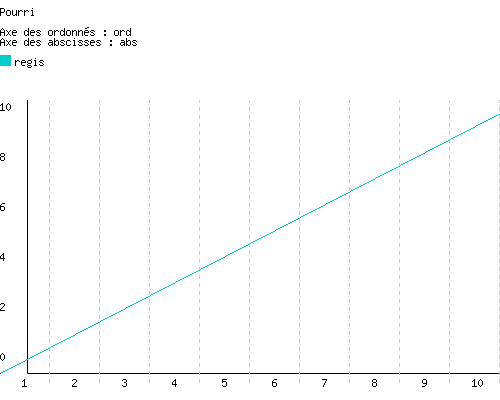 Pourri
Axe des ordonnés : ord
Axe des abscisses : abs
regis
10
8
6
4
2
0
1 2 3 4 5 6 7 8 9 10